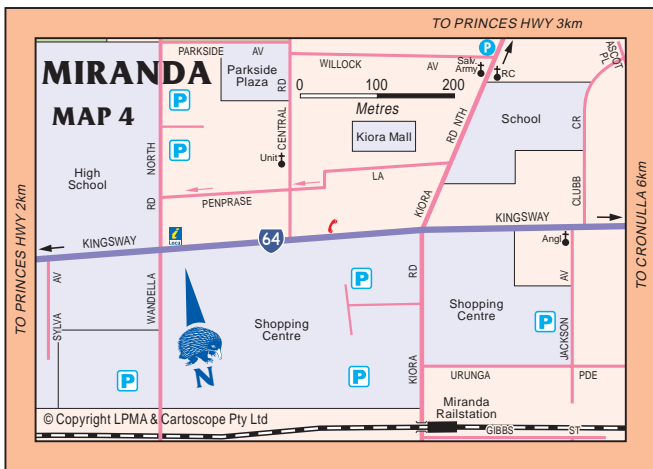 TO PRINCES HWY 3km
PARKSIDE AV
WILLOCK AV
ASCOT PL
MIRANDA
MAP 4
Parkside
Plaza
Salv.
Army
RC
P
P
P
0 100 200
Metres
Kiora Mall
School
High
School
NORTH RD
CENTRAL RD
Unit
KIORA RD NTH
CLUBB CR
PENPRASE LA
Local
KINGSWAY
64
KINGSWAY
TO PRINCES HWY 2km
TO CRONULLA 6km
Angl
SYLVA AV
WANDELLA
KIORA RD
JACKSON AV
P
P
P
P
Shopping
Centre
Shopping
Centre
N
URUNGA PDE
Miranda
Railstation
GIBBS ST
© Copyright LPMA & Cartoscope Pty Ltd